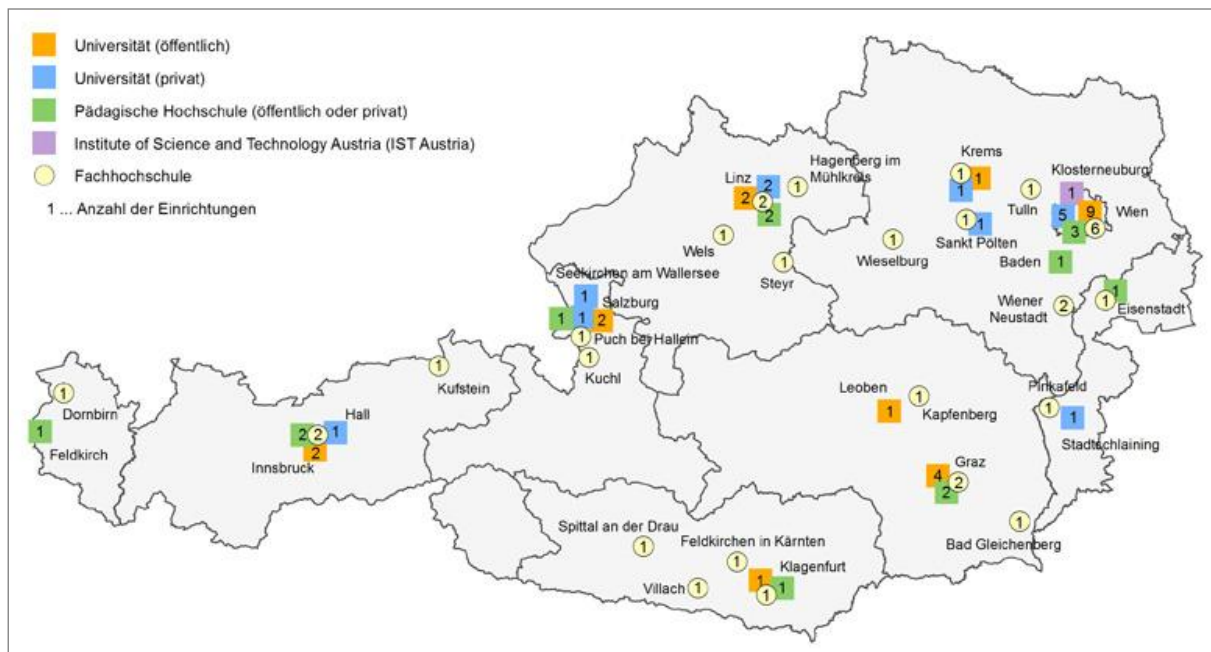 Universität (öffentlich)
Universität (privat)
Pädagische Hochschule (öffentlich oder privat)
Institute of Science and Technology Austria (IST Austria)
Fachhochschule
1 ... Anzahl der Einrichtungen
Krems
1
1
1
Klosterneuburg
1
Hagenberg im
Mühlkreis
1
Linz
2
2
2
2
Tulln
1
Wien
5
9
3
6
Sankt Pölten
1
1
Wels
1
Wieselburg
1
Baden
1
Steyr
1
Seekirchen am Wallersee
1
Salzburg
1
1
2
Wiener
Neustadt
2
Eisenstadt
1
1
Puch bei Hallein
1
Kuchl
1
Kufstein
1
Dornbirn
1
Feldkirch
1
Hall
1
Innsbruck
2
2
2
Leoben
1
Kapfenberg
1
Pinkafeld
1
Stadtschlaining
1
Graz
4
2
2
Bad Gleichenberg
1
Spittal an der Drau
1
Feldkirchen in Kärnten
1
Klagenfurt
1
1
1
Villach
1